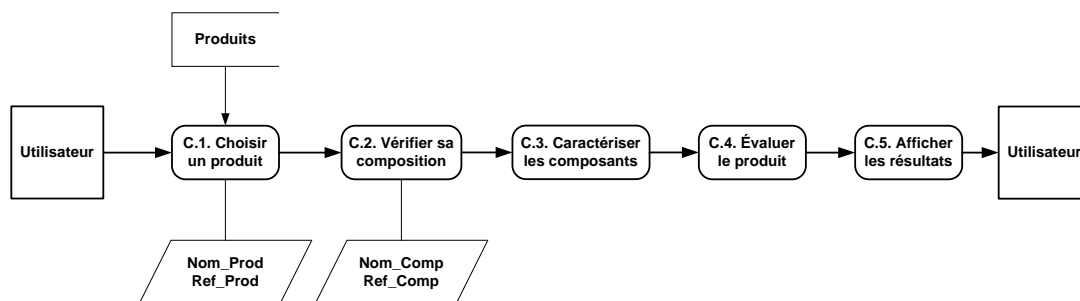 Produits
Utilisateur
C.1. Choisir
un produit
C.2. Vérifier sa
composition
C.3. Caractériser
les composants
C.4. Évaluer
le produit
C.5. Afficher
les résultats
Utilisateur
Nom_Prod
Ref_Prod
Nom_Comp
Ref_Comp